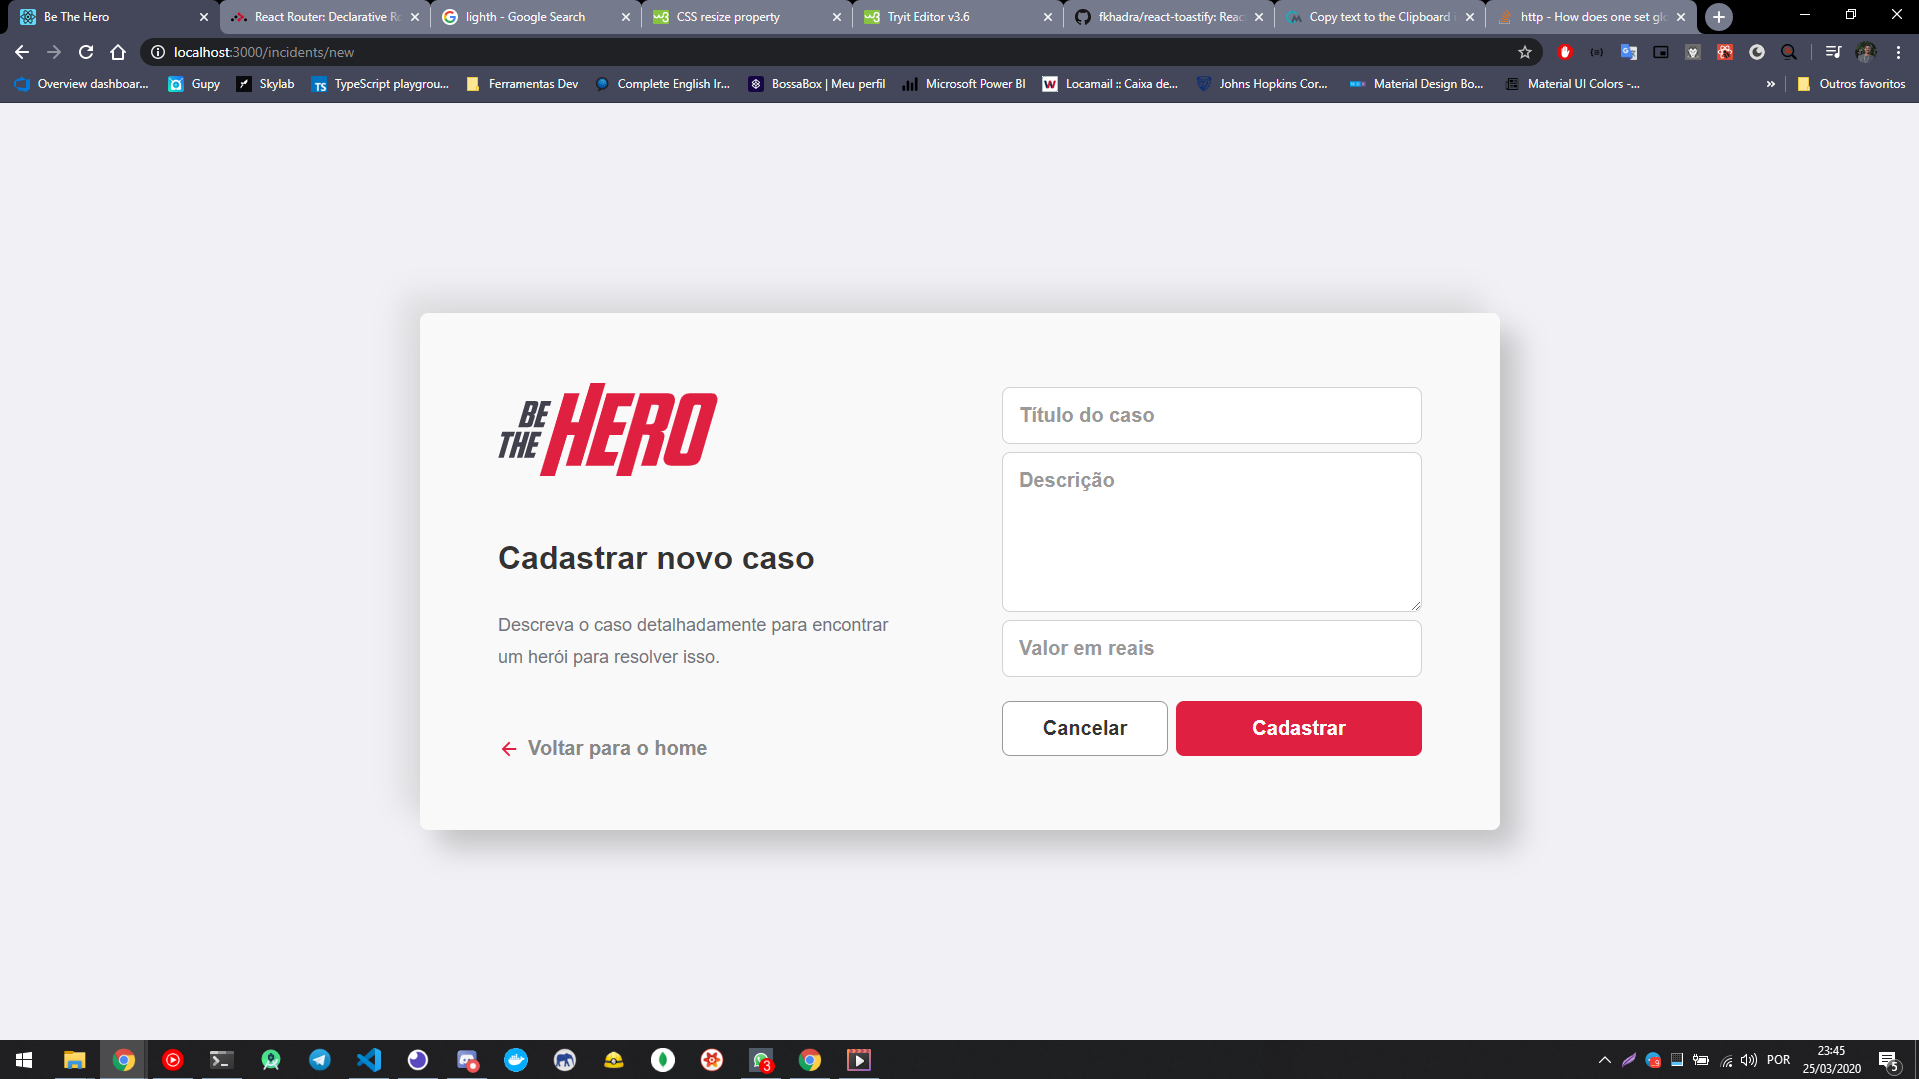 Be The Hero
React Router: Declarative Ro
lighth - Google Search
CSS resize property
Tryit Editor v3.6
fkhadra/react-toastify: Reac
Copy text to the Clipboard
http - How does one set glo
localhost:3000/incidents/new
Overview dashboar...
Gupy
Skylab
TypeScript playgrou...
Ferramentas Dev
Complete English Ir...
BossaBox | Meu perfil
Microsoft Power BI
Locamail :: Caixa de...
Johns Hopkins Cor...
Material Design Bo...
Material UI Colors -...
»
Outros favoritos
BE
THE
HERO
Cadastrar novo caso
Descreva o caso detalhadamente para encontrar
um herói para resolver isso.
Voltar para o home
Título do caso
Descrição
Valor em reais
Cancelar
Cadastrar
3
POR
23:45
25/03/2020
5